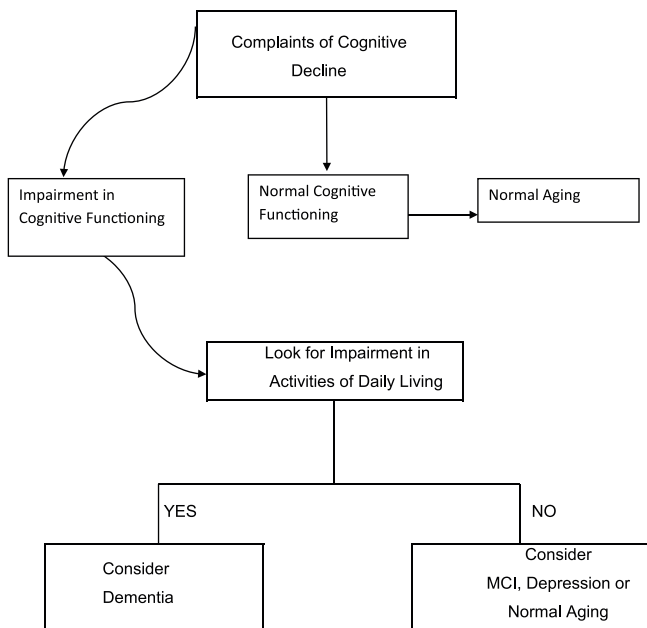 Complaints of Cognitive
Decline
Impairment in
Cognitive Functioning
Normal Cognitive
Functioning
Normal Aging
Look for Impairment in
Activities of Daily Living
YES
NO
Consider
Dementia
Consider
MCI, Depression or
Normal Aging